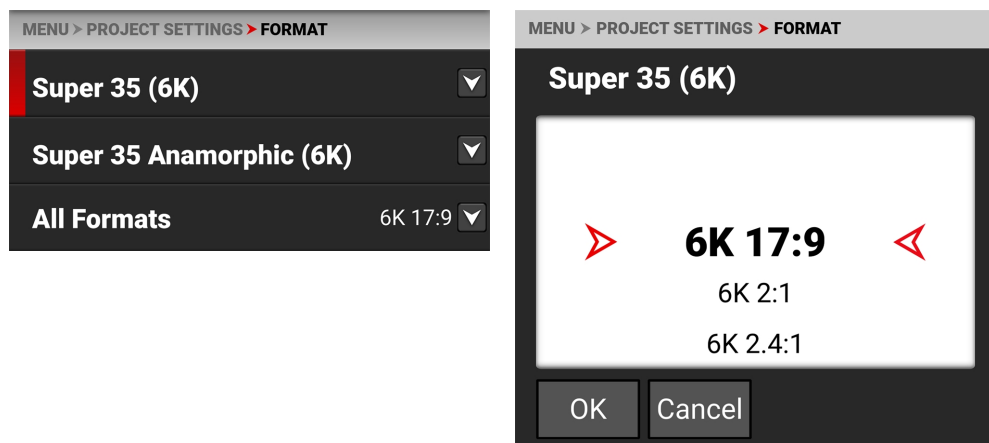 MENU > PROJECT SETTINGS > FORMAT
Super 35 (6K)
Super 35 Anamorphic (6K)
All Formats 6K 17:9
MENU > PROJECT SETTINGS > FORMAT
Super 35 (6K)
6K 17:9
6K 2:1
6K 2.4:1
OK Cancel